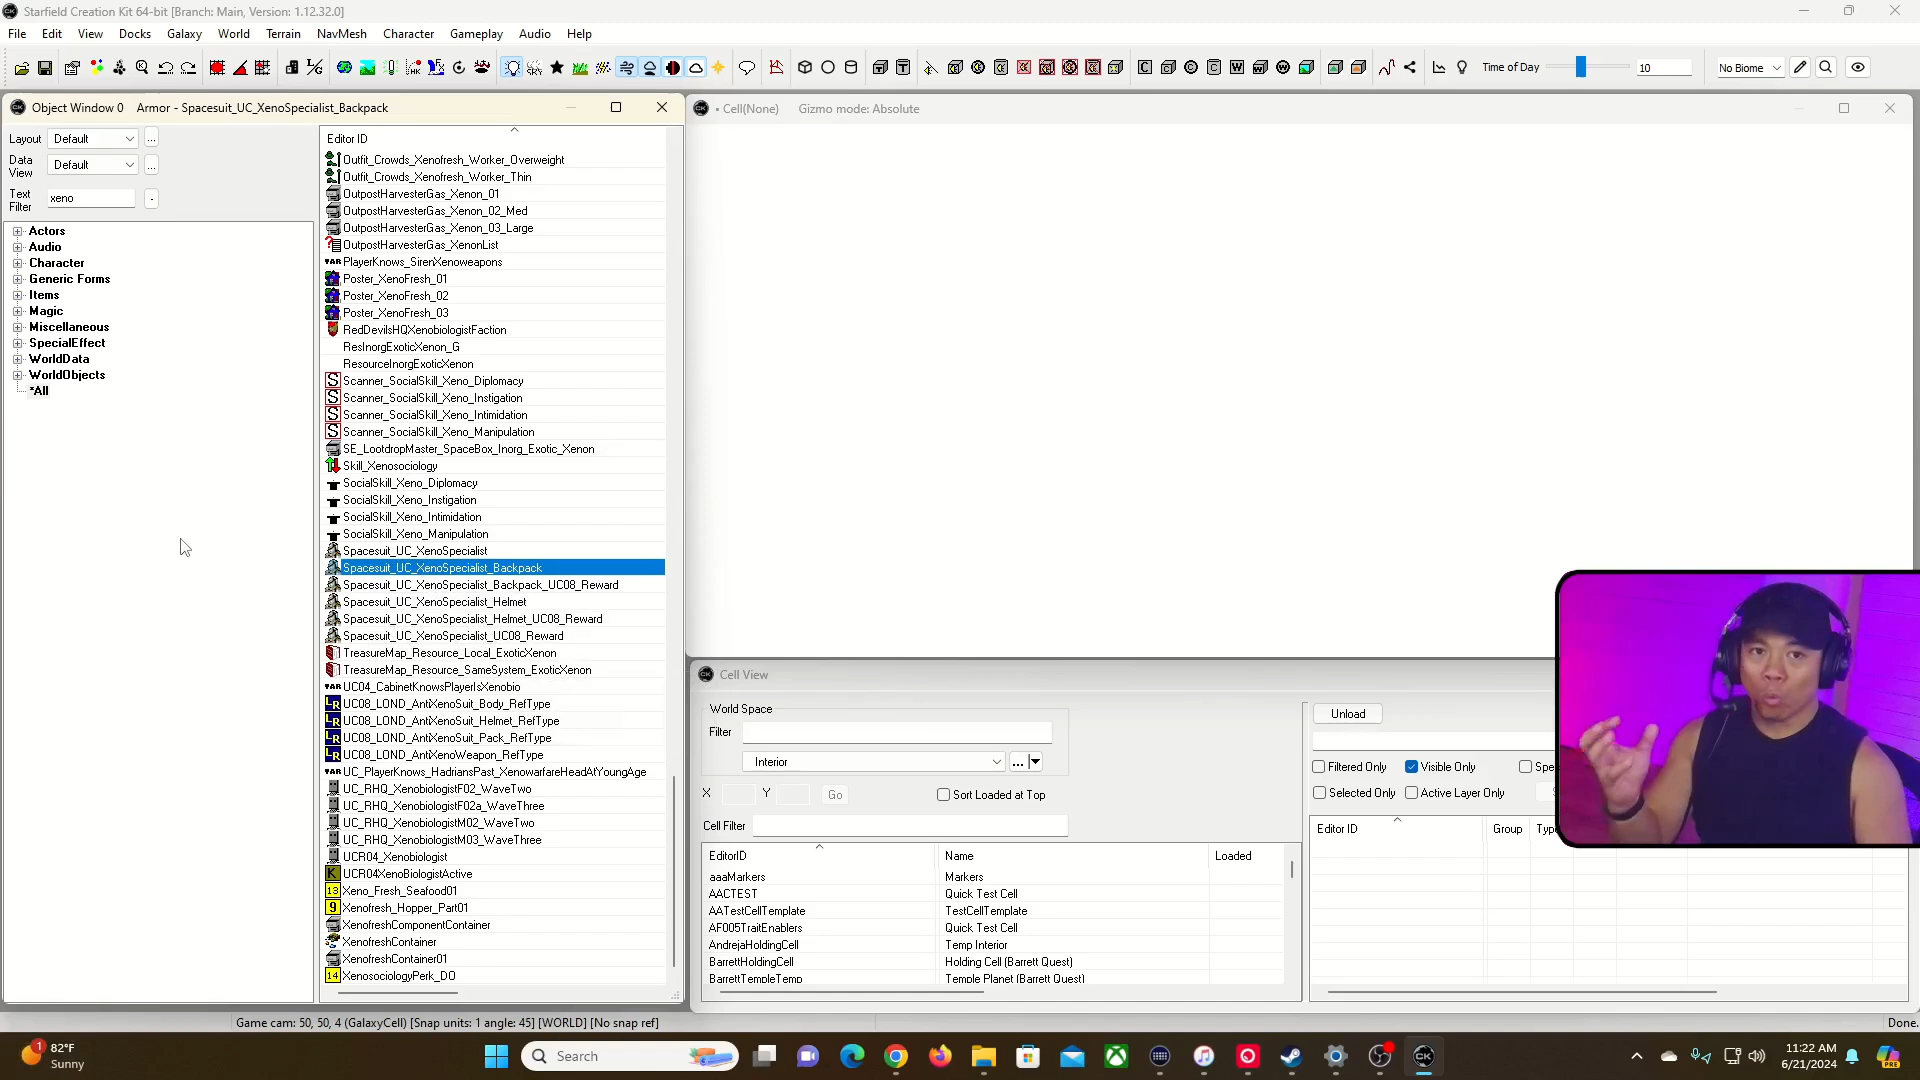 Starfield Creation Kit 64-bit [Branch: Main, Version: 1.12.32.0]
File Edit View Docks Galaxy World Terrain NavMesh Character Gameplay Audio Help
Time of Day 10 No Biome
Object Window 0 Armor - Spacesuit_UC_XenoSpecialist_Backpack
Cell(None) Gizmo mode: Absolute
Layout Default ...
Data View Default ...
Text Filter xeno
Actors
Audio
Character
Generic Forms
Items
Magic
Miscellaneous
SpecialEffect
WorldData
WorldObjects
*All
Editor ID
Outfit_Crowds_Xenofresh_Worker_Overweight
Outfit_Crowds_Xenofresh_Worker_Thin
OutpostHarvesterGas_Xenon_01
OutpostHarvesterGas_Xenon_02_Med
OutpostHarvesterGas_Xenon_03_Large
OutpostHarvesterGas_XenonList
PlayerKnows_SirenXenoweapons
Poster_XenoFresh_01
Poster_XenoFresh_02
Poster_XenoFresh_03
RedDevilsHQXenobiologistFaction
ResInorgExoticXenon_G
ResourceInorgExoticXenon
Scanner_SocialSkill_Xeno_Diplomacy
Scanner_SocialSkill_Xeno_Instigation
Scanner_SocialSkill_Xeno_Intimidation
Scanner_SocialSkill_Xeno_Manipulation
SE_LootdropMaster_SpaceBox_Inorg_Exotic_Xenon
Skill_Xenosociology
SocialSkill_Xeno_Diplomacy
SocialSkill_Xeno_Instigation
SocialSkill_Xeno_Intimidation
SocialSkill_Xeno_Manipulation
Spacesuit_UC_XenoSpecialist
Spacesuit_UC_XenoSpecialist_Backpack
Spacesuit_UC_XenoSpecialist_Backpack_UC08_Reward
Spacesuit_UC_XenoSpecialist_Helmet
Spacesuit_UC_XenoSpecialist_Helmet_UC08_Reward
Spacesuit_UC_XenoSpecialist_UC08_Reward
TreasureMap_Resource_Local_ExoticXenon
TreasureMap_Resource_SameSystem_ExoticXenon
UC04_CabinetKnowsPlayerIsXenobio
UC08_LOND_AntiXenoSuit_Body_RefType
UC08_LOND_AntiXenoSuit_Helmet_RefType
UC08_LOND_AntiXenoSuit_Pack_RefType
UC08_LOND_AntiXenoWeapon_RefType
UC_PlayerKnows_HadriansPast_XenowarfareHeadAtYoungAge
UC_RHQ_XenobiologistF02_WaveTwo
UC_RHQ_XenobiologistF02a_WaveThree
UC_RHQ_XenobiologistM02_WaveTwo
UC_RHQ_XenobiologistM03_WaveThree
UCR04_Xenobiologist
UCR04XenoBiologistActive
Xeno_Fresh_Seafood01
Xenofresh_Hopper_Part01
XenofreshComponentContainer
XenofreshContainer
XenofreshContainer01
XenosociologyPerk_DO
Cell View
World Space
Filter
Interior ...
X Y Go Sort Loaded at Top
Cell Filter
EditorID Name Loaded
aaaMarkers Markers
AACTEST Quick Test Cell
AATestCellTemplate TestCellTemplate
AF005TraitEnablers Quick Test Cell
AndrejaHoldingCell Temp Interior
BarrettHoldingCell Holding Cell (Barrett Quest)
BarrettTempleTemp Temple Planet (Barrett Quest)
Unload
Filtered Only Visible Only Spe
Selected Only Active Layer Only
Editor ID Group Typ
Game cam: 50, 50, 4 (GalaxyCell) [Snap units: 1 angle: 45] [WORLD] [No snap ref]
Done.
82°F
Sunny
Search
11:22 AM
6/21/2024